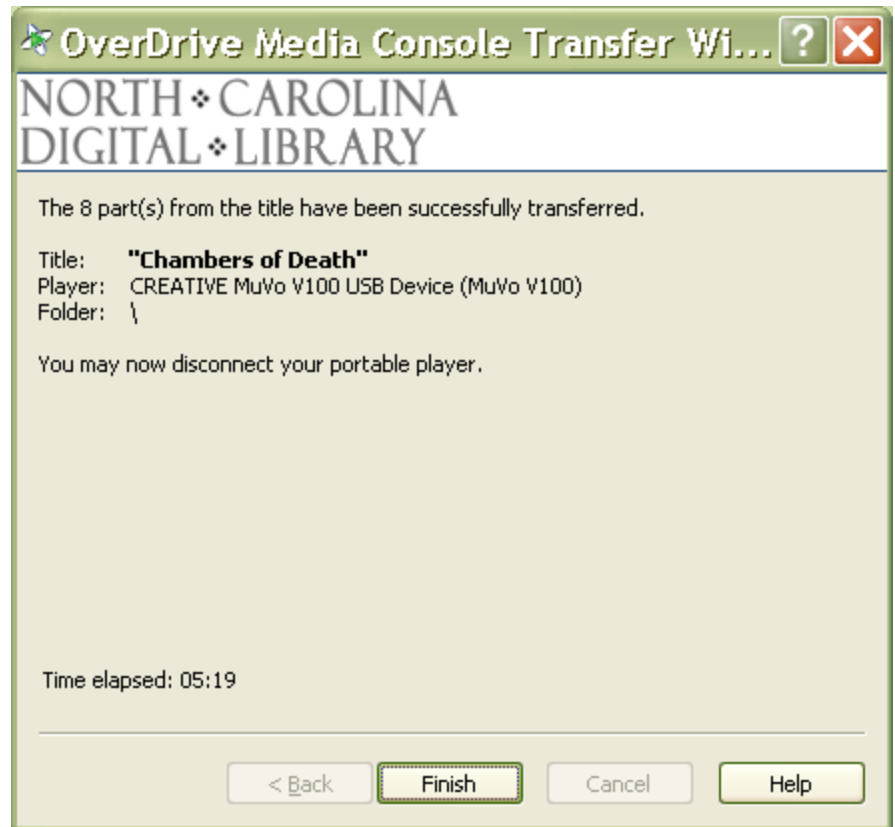 OverDrive Media Console Transfer Wi...
NORTH❖CAROLINA
DIGITAL❖LIBRARY
The 8 part(s) from the title have been successfully transferred.
Title: "Chambers of Death"
Player: CREATIVE MuVo V100 USB Device (MuVo V100)
Folder: \
You may now disconnect your portable player.
Time elapsed: 05:19
< Back Finish Cancel Help